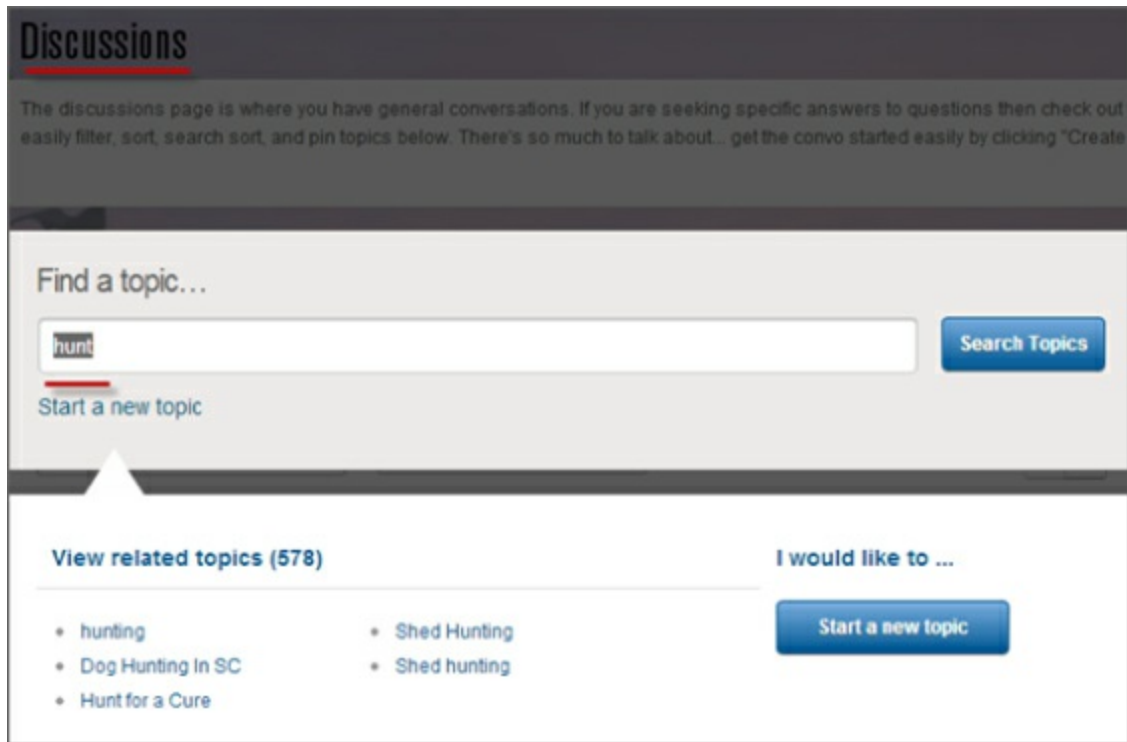 Discussions
The discussions page is where you have general conversations. If you are seeking specific answers to questions then check out
easily filter, sort, search sort, and pin topics below. There's so much to talk about... get the convo started easily by clicking "Create
Find a topic...
hunt
Search Topics
Start a new topic
View related topics (578)
I would like to ...
hunting
Shed Hunting
Start a new topic
Dog Hunting In SC
Shed hunting
Hunt for a Cure